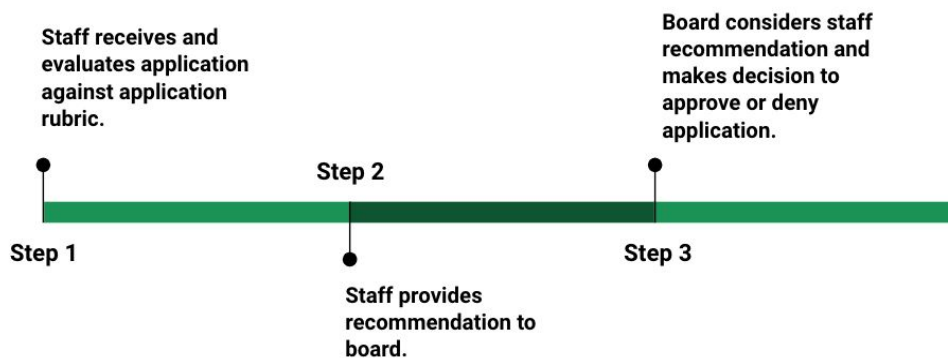 Staff receives and
evaluates application
against application
rubric.
Step 1
Step 2
Staff provides
recommendation to
board.
Board considers staff
recommendation and
makes decision to
approve or deny
application.
Step 3